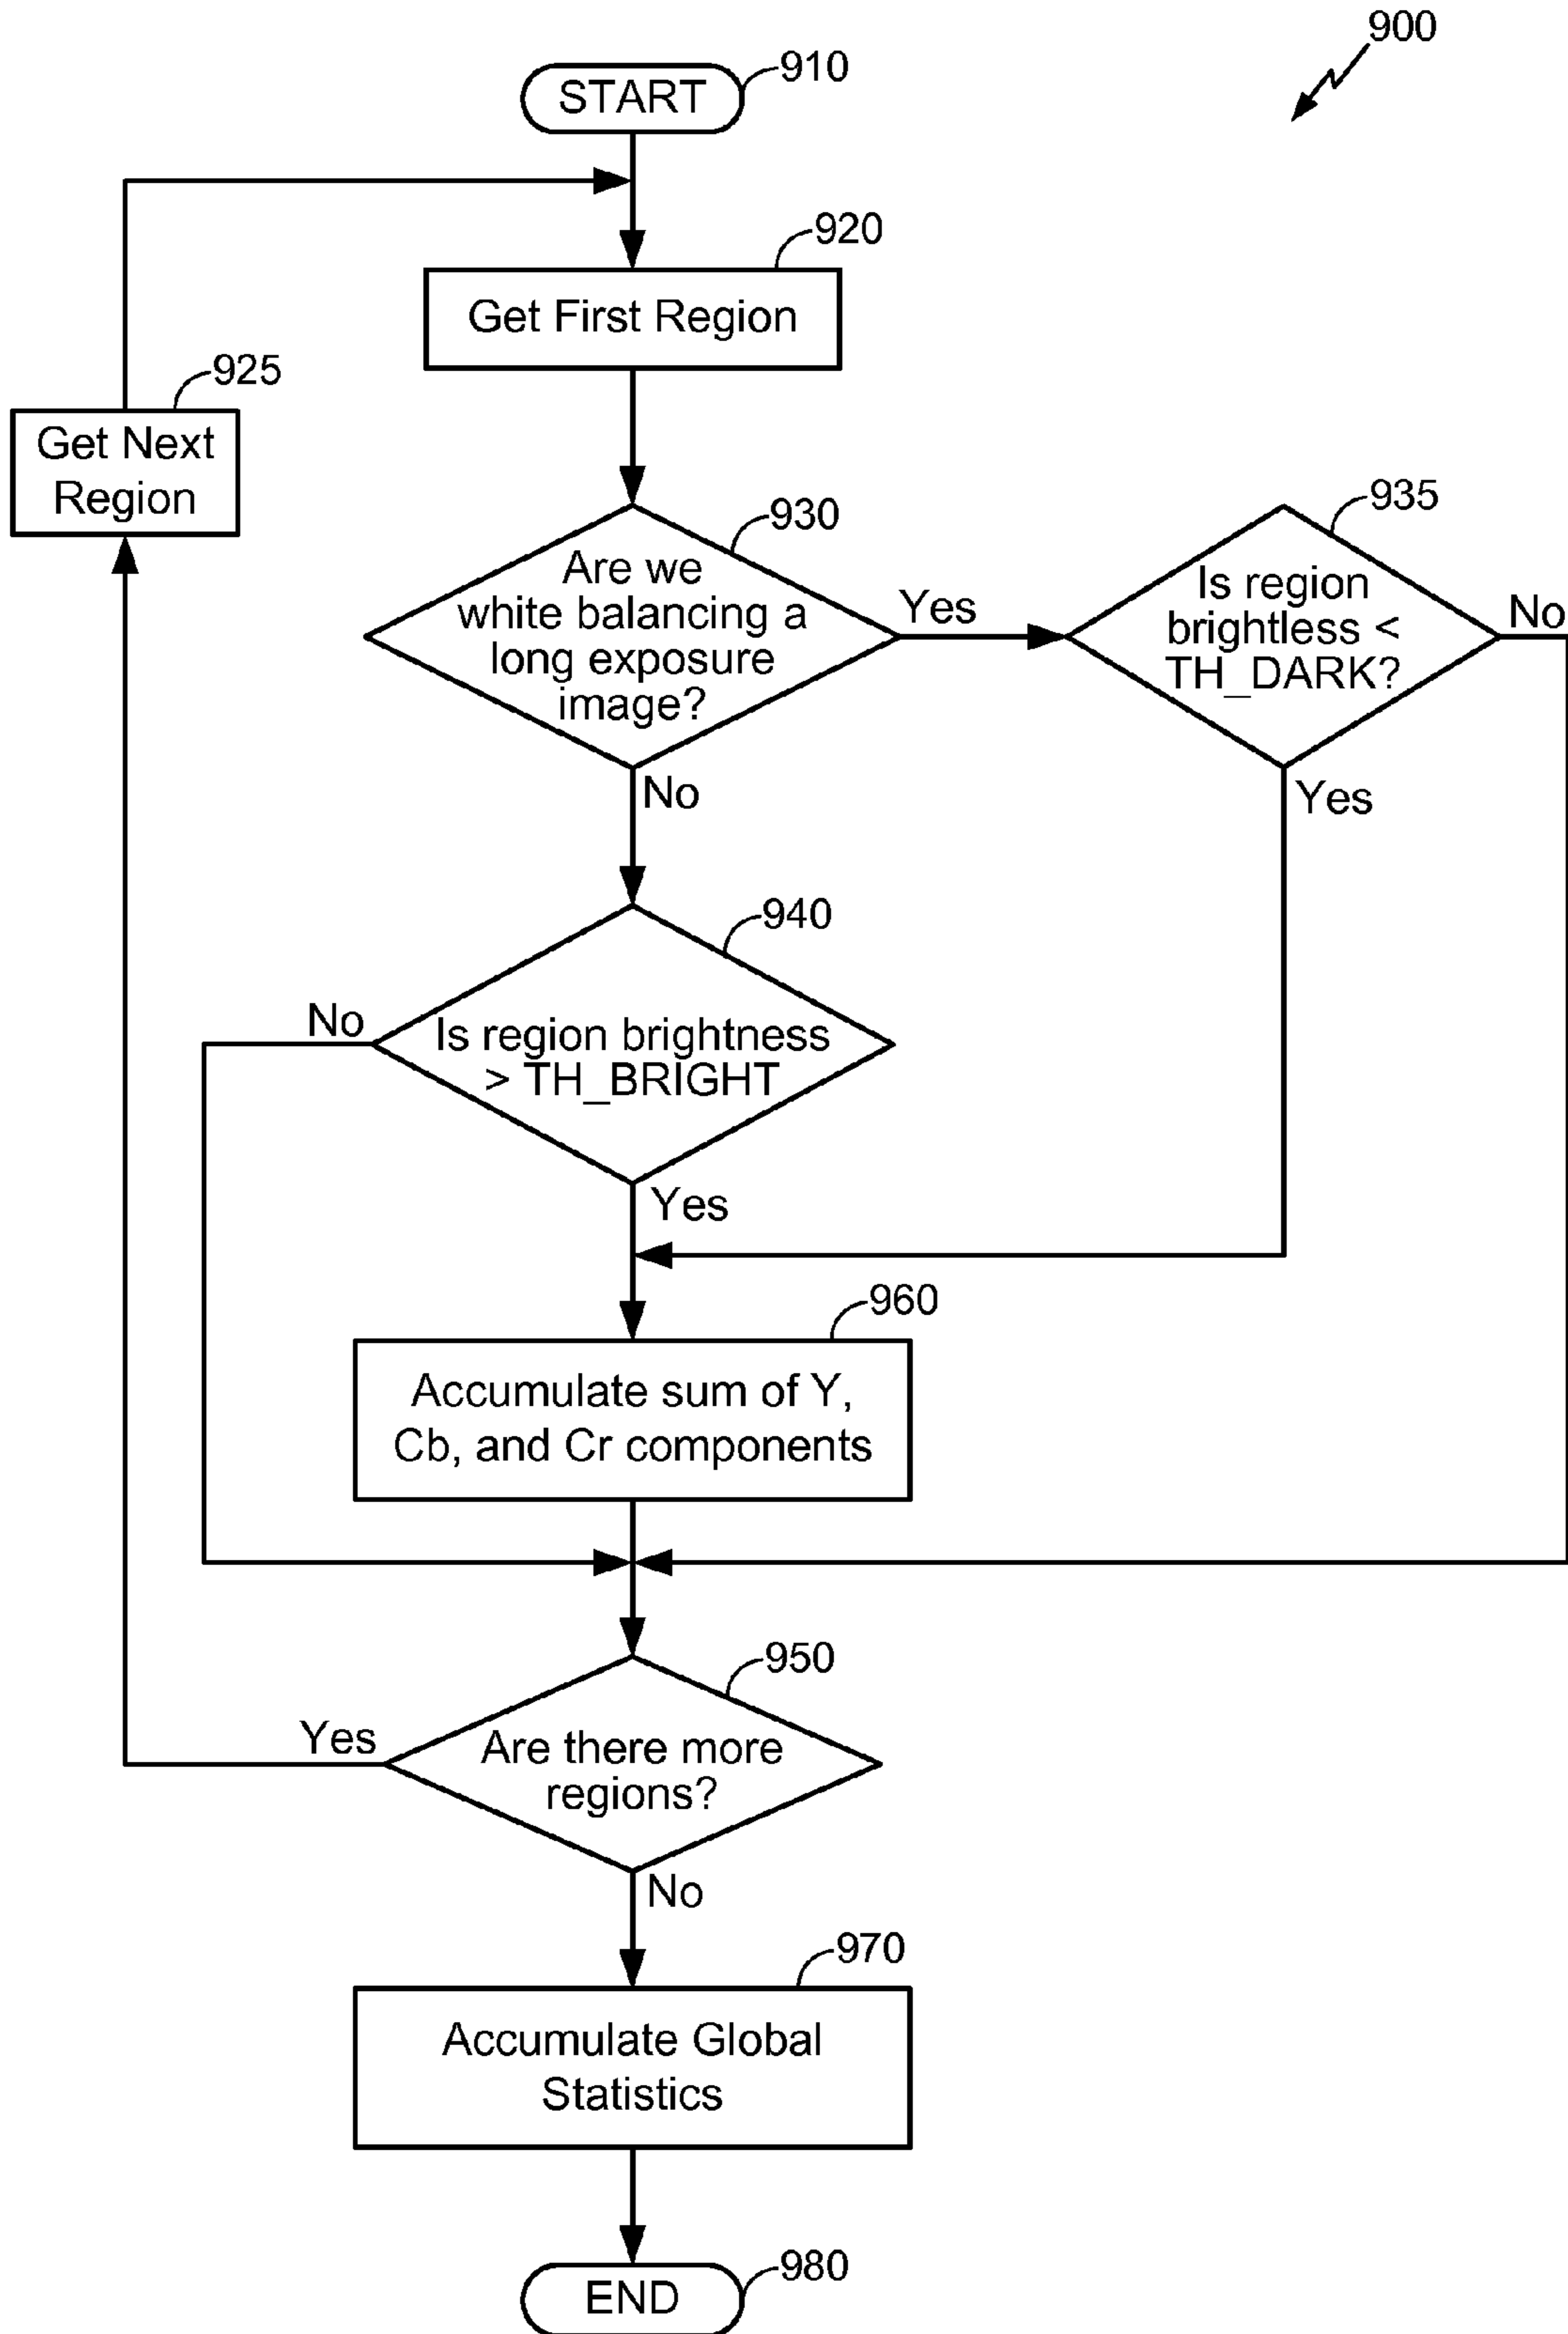 900
START
910
920
Get First Region
925
Get Next
Region
930
Are we
white balancing a
long exposure
image?
Yes
No
935
Is region
brightless <
TH_DARK?
No
Yes
940
Is region brightness
> TH_BRIGHT
No
Yes
960
Accumulate sum of Y,
Cb, and Cr components
950
Are there more
regions?
Yes
No
970
Accumulate Global
Statistics
END
980